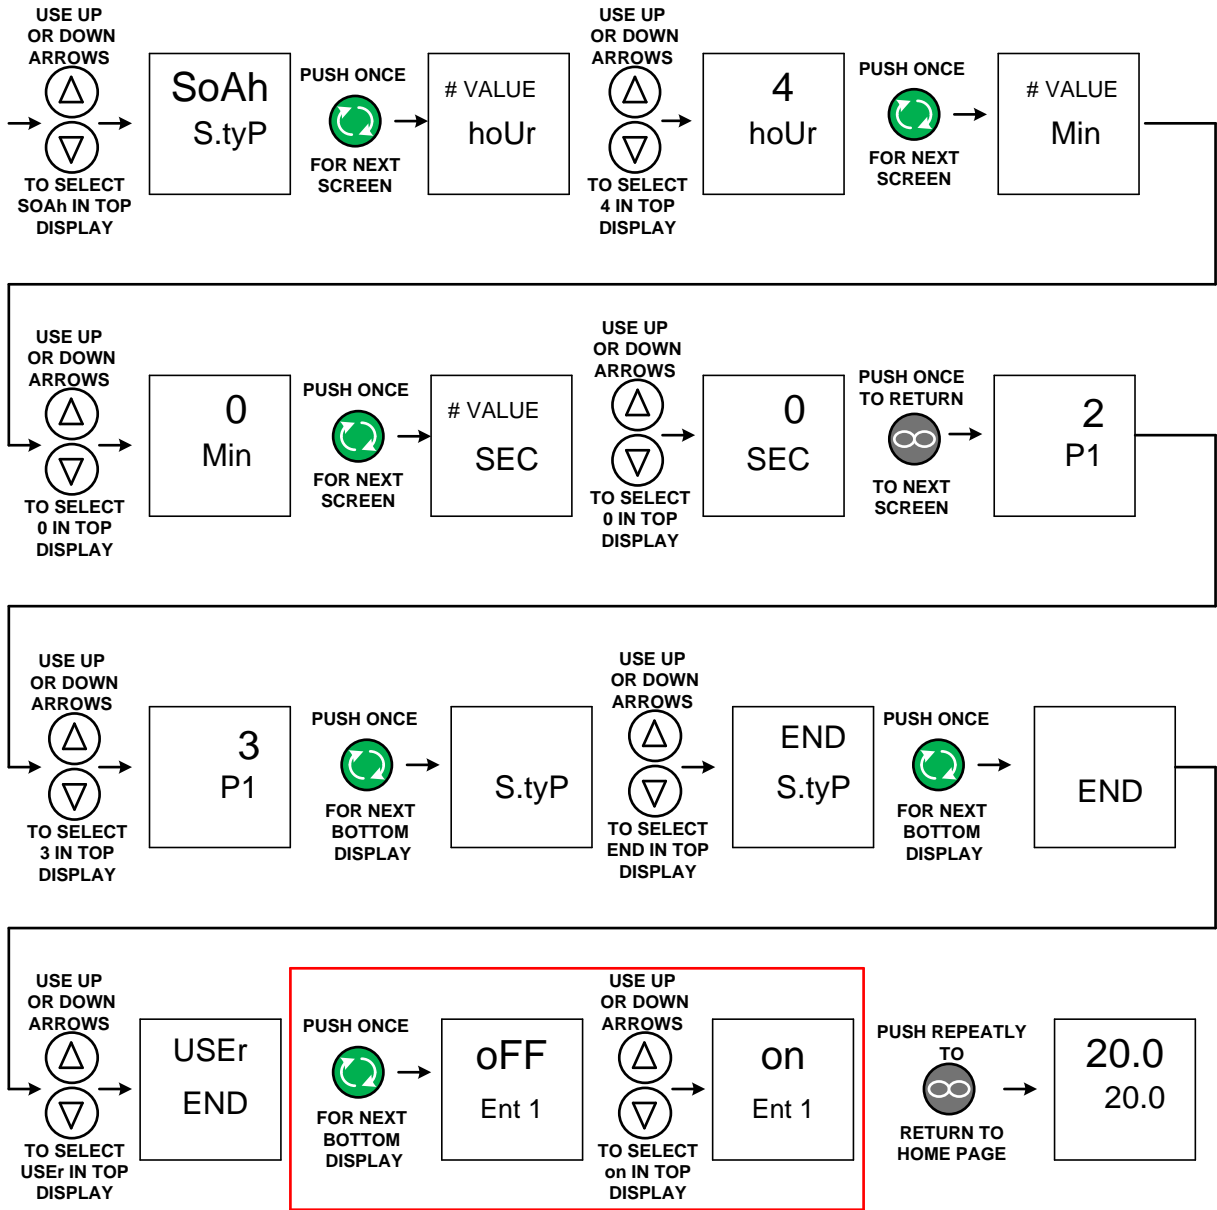 USE UP
OR DOWN
ARROWS
TO SELECT
SOAh IN TOP
DISPLAY
SoAh
S.tyP
PUSH ONCE
FOR NEXT
SCREEN
# VALUE
hoUr
USE UP
OR DOWN
ARROWS
TO SELECT
4 IN TOP
DISPLAY
4
hoUr
PUSH ONCE
FOR NEXT
SCREEN
# VALUE
Min
USE UP
OR DOWN
ARROWS
TO SELECT
0 IN TOP
DISPLAY
0
Min
PUSH ONCE
FOR NEXT
SCREEN
# VALUE
SEC
USE UP
OR DOWN
ARROWS
TO SELECT
0 IN TOP
DISPLAY
0
SEC
PUSH ONCE
TO RETURN
TO NEXT
SCREEN
2
P1
USE UP
OR DOWN
ARROWS
TO SELECT
3 IN TOP
DISPLAY
3
P1
PUSH ONCE
FOR NEXT
BOTTOM
DISPLAY
S.tyP
USE UP
OR DOWN
ARROWS
TO SELECT
END IN TOP
DISPLAY
END
S.tyP
PUSH ONCE
FOR NEXT
BOTTOM
DISPLAY
END
USE UP
OR DOWN
ARROWS
TO SELECT
USEr IN TOP
DISPLAY
USEr
END
PUSH ONCE
FOR NEXT
BOTTOM
DISPLAY
oFF
Ent 1
USE UP
OR DOWN
ARROWS
TO SELECT
on IN TOP
DISPLAY
on
Ent 1
PUSH REPEATLY
TO
RETURN TO
HOME PAGE
20.0
20.0